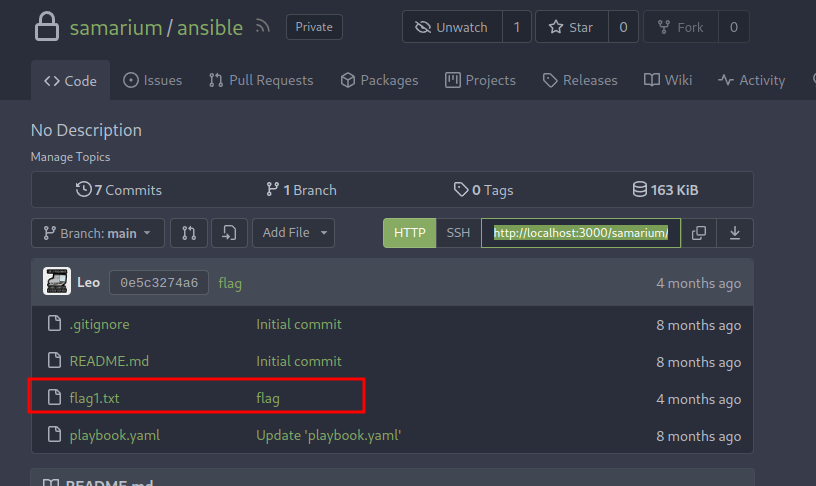 samarium / ansible Private Unwatch 1 Star 0 Fork 0
Code Issues Pull Requests Packages Projects Releases Wiki Activity
No Description
Manage Topics
7 Commits 1 Branch 0 Tags 163 KiB
Branch: main Add File HTTP SSH http://localhost:3000/samarium/
Leo 0e5c3274a6 flag 4 months ago
.gitignore Initial commit 8 months ago
README.md Initial commit 8 months ago
flag1.txt flag 4 months ago
playbook.yaml Update 'playbook.yaml' 8 months ago
README.md